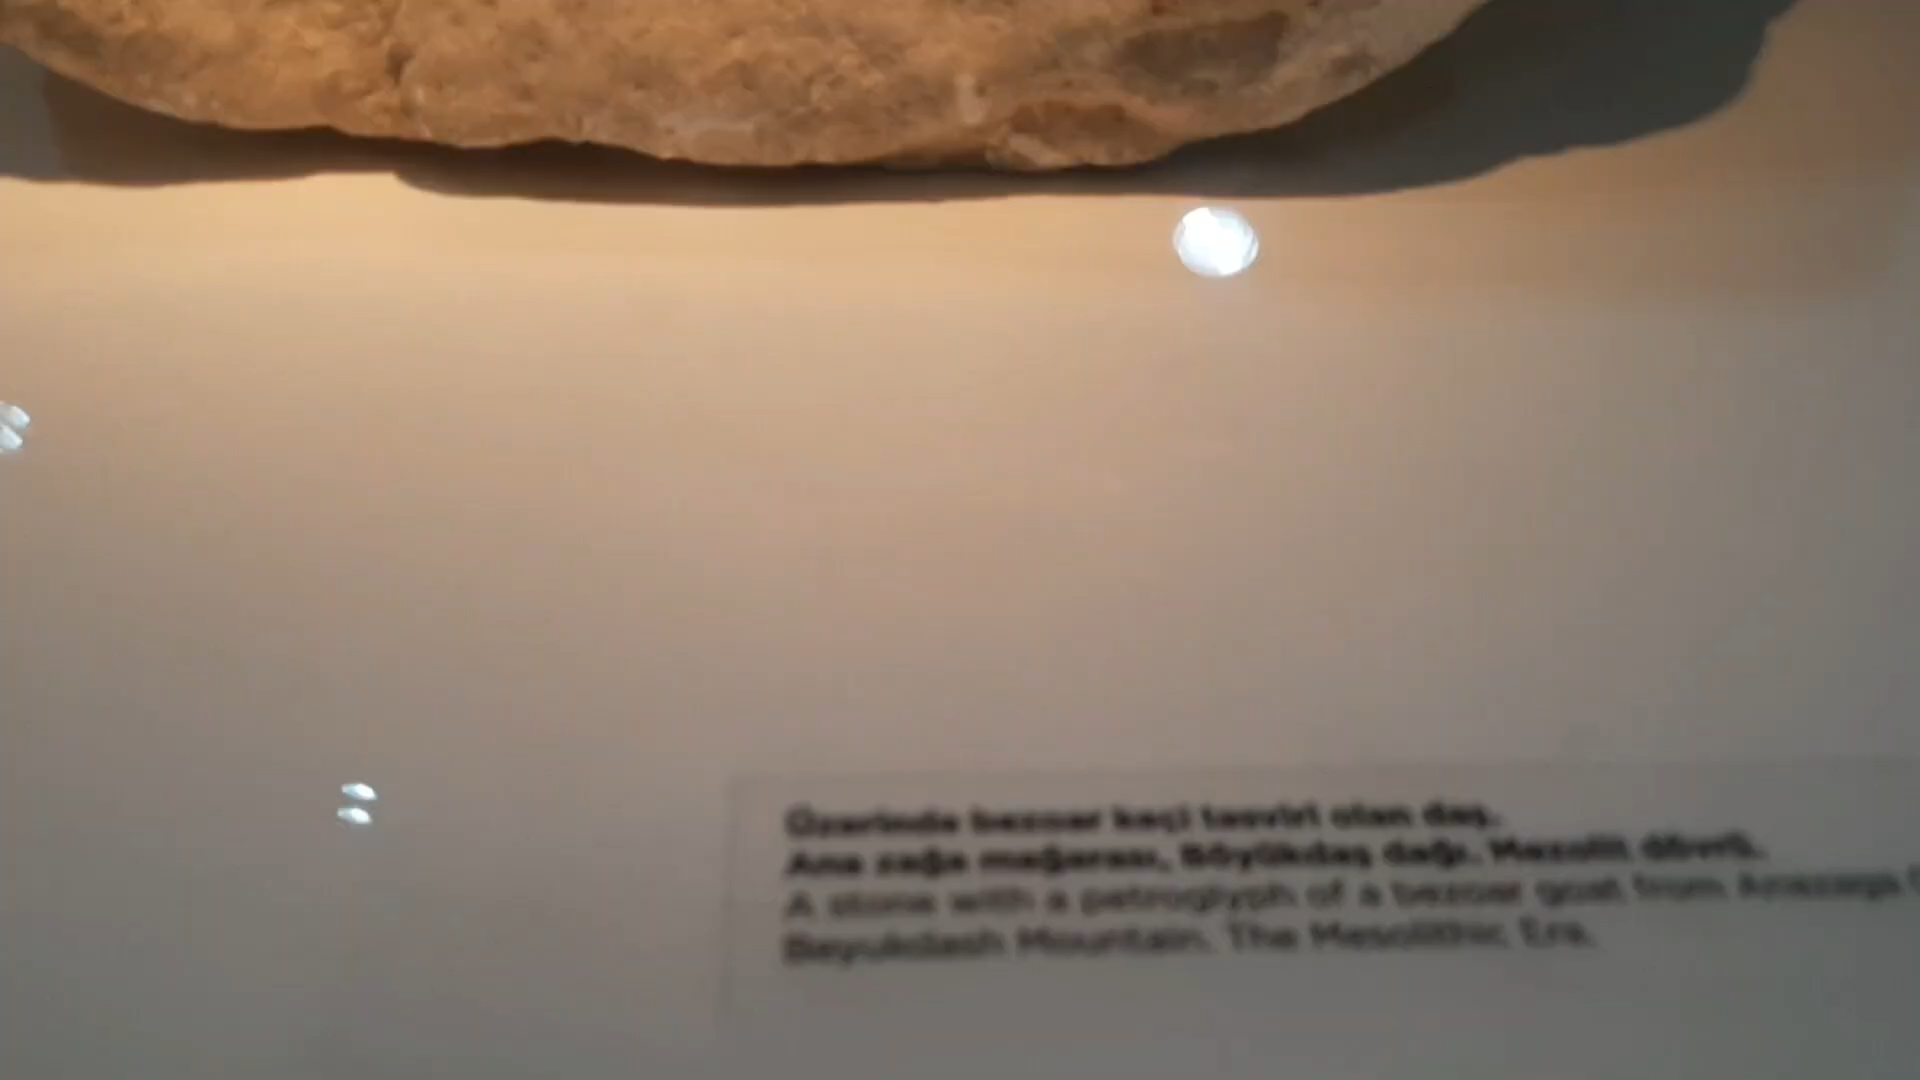 Üzərində bezoar keçi təsviri olan daş.
Ana zağa mağarası, Böyükdaş dağı. Mezolit dövrü.
A stone with a petroglyph of a bezoar goat from Anazaga
Beyukdash Mountain. The Mesolithic Era.